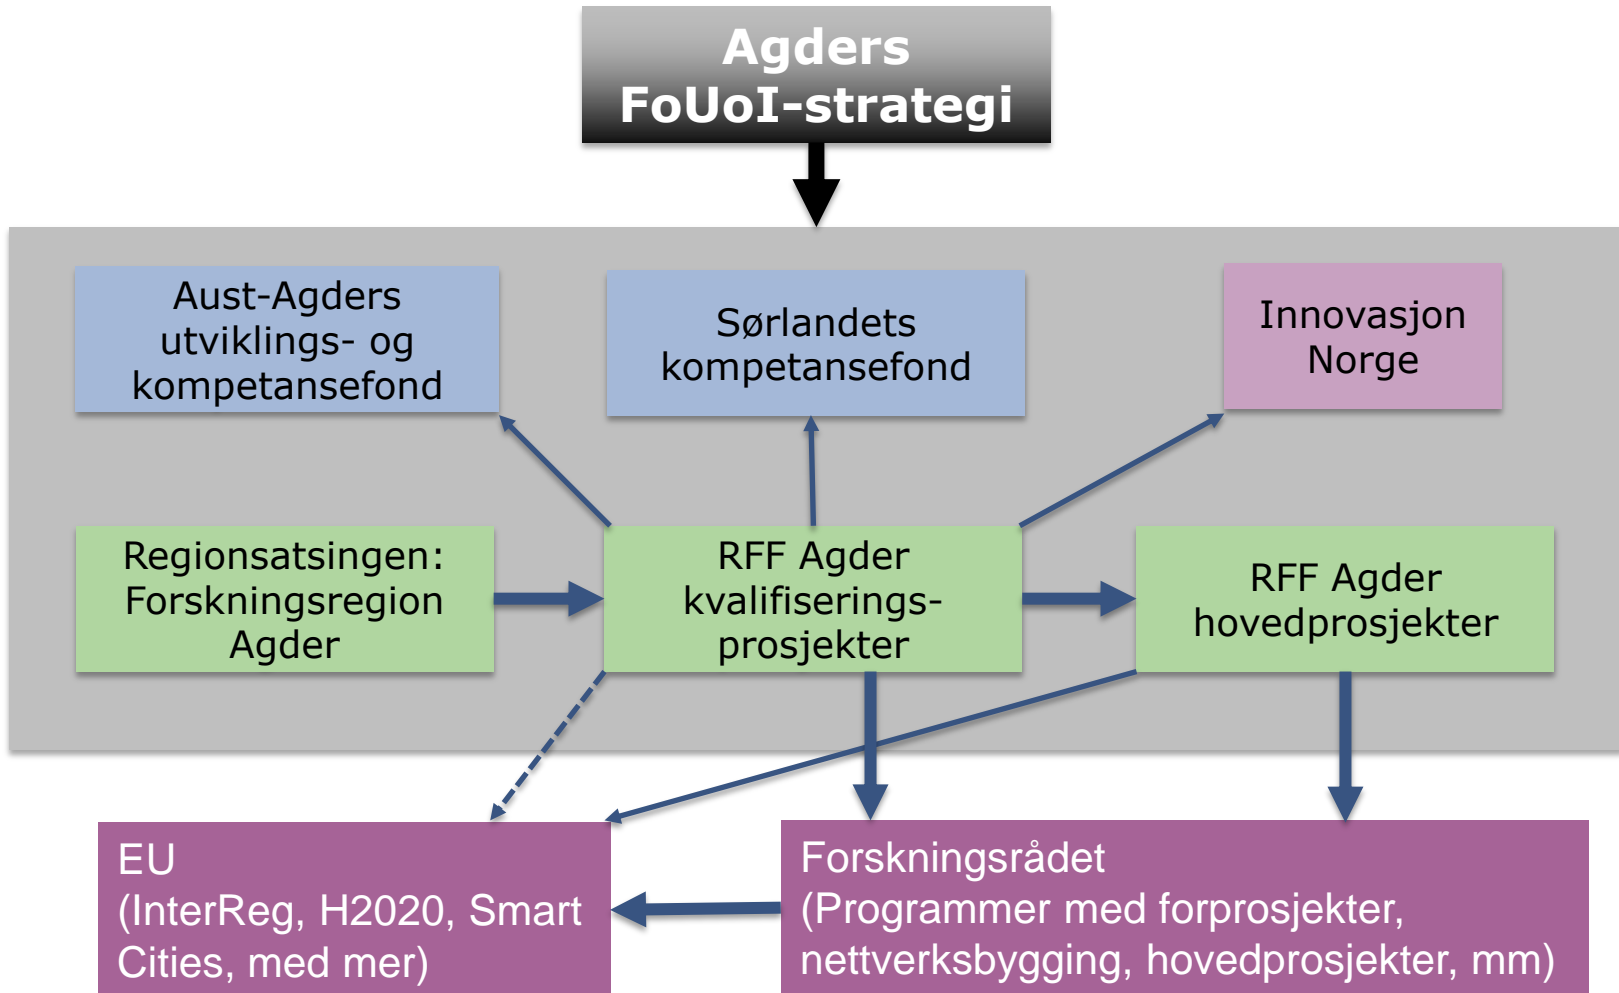 Agders
FoUoI-strategi
Aust-Agders
utviklings- og
kompetansefond
Sørlandets
kompetansefond
Innovasjon
Norge
Regionsatsingen:
Forskningsregion
Agder
RFF Agder
kvalifiserings-
prosjekter
RFF Agder
hovedprosjekter
EU
(InterReg, H2020, Smart
Cities, med mer)
Forskningsrådet
(Programmer med forprosjekter,
nettverksbygging, hovedprosjekter, mm)